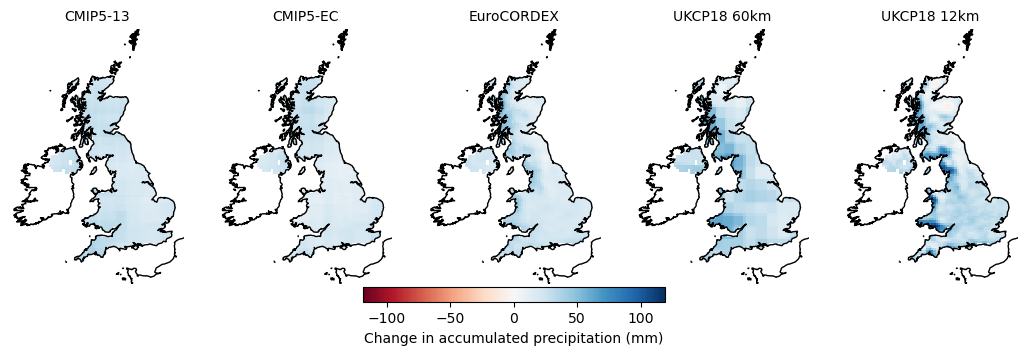 CMIP5-13
CMIP5-EC
EuroCORDEX
UKCP18 60km
UKCP18 12km
−100
−50
0
50
100
Change in accumulated precipitation (mm)